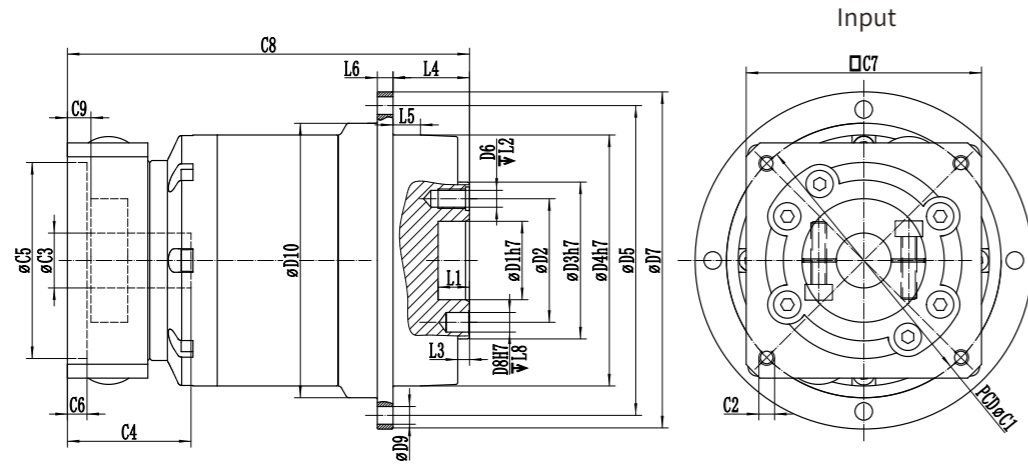 Input
C8
□C7
L6
L4
C9
L5
D6
↧L2
øC5
øC3
øD10
L1
øD1h7
øD2
øD3h7
øD4h7
øD5
øD7
L3
D8H7
↧L8
C6
C4
øD9
C2
PCDøC1